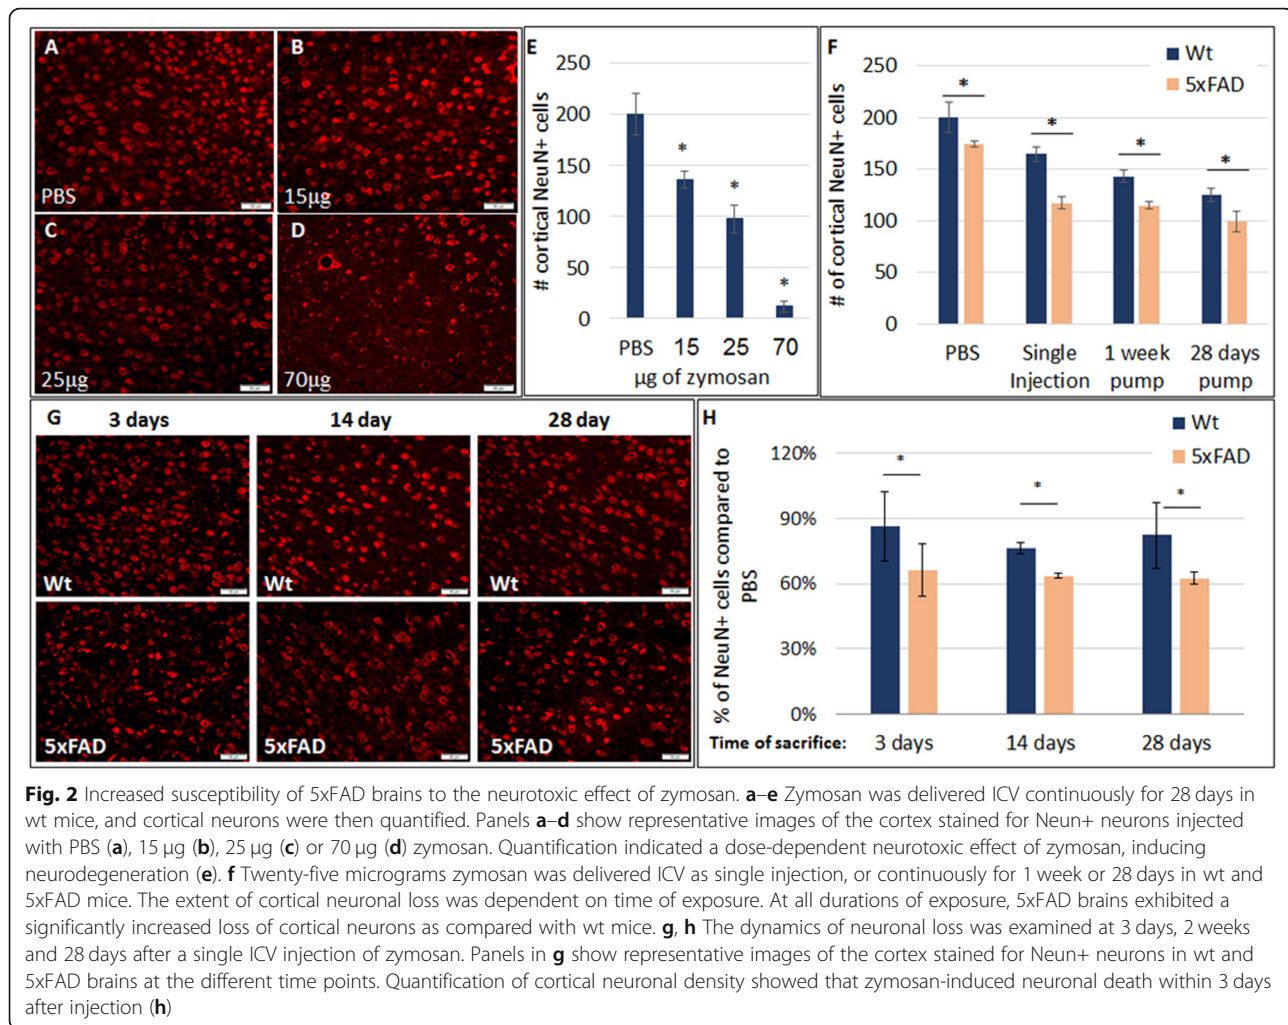 A
B
PBS
15µg
C
D
25µg
70µg
E
# cortical NeuN+ cells
250
200
150
100
50
0
*
*
*
PBS 15 25 70
µg of zymosan
F
Wt
5xFAD
# of cortical NeuN+ cells
250
200
150
100
50
0
*
*
*
*
PBS Single Injection 1 week pump 28 days pump
G
3 days 14 day 28 day
Wt Wt Wt
5xFAD 5xFAD 5xFAD
H
Wt
5xFAD
% of NeuN+ cells compared to
PBS
120%
90%
60%
30%
0%
*
*
*
Time of sacrifice: 3 days 14 days 28 days
Fig. 2 Increased susceptibility of 5xFAD brains to the neurotoxic effect of zymosan. a–e Zymosan was delivered ICV continuously for 28 days in
wt mice, and cortical neurons were then quantified. Panels a–d show representative images of the cortex stained for Neun+ neurons injected
with PBS (a), 15 µg (b), 25 µg (c) or 70 µg (d) zymosan. Quantification indicated a dose-dependent neurotoxic effect of zymosan, inducing
neurodegeneration (e). f Twenty-five micrograms zymosan was delivered ICV as single injection, or continuously for 1 week or 28 days in wt and
5xFAD mice. The extent of cortical neuronal loss was dependent on time of exposure. At all durations of exposure, 5xFAD brains exhibited a
significantly increased loss of cortical neurons as compared with wt mice. g, h The dynamics of neuronal loss was examined at 3 days, 2 weeks
and 28 days after a single ICV injection of zymosan. Panels in g show representative images of the cortex stained for Neun+ neurons in wt and
5xFAD brains at the different time points. Quantification of cortical neuronal density showed that zymosan-induced neuronal death within 3 days
after injection (h)